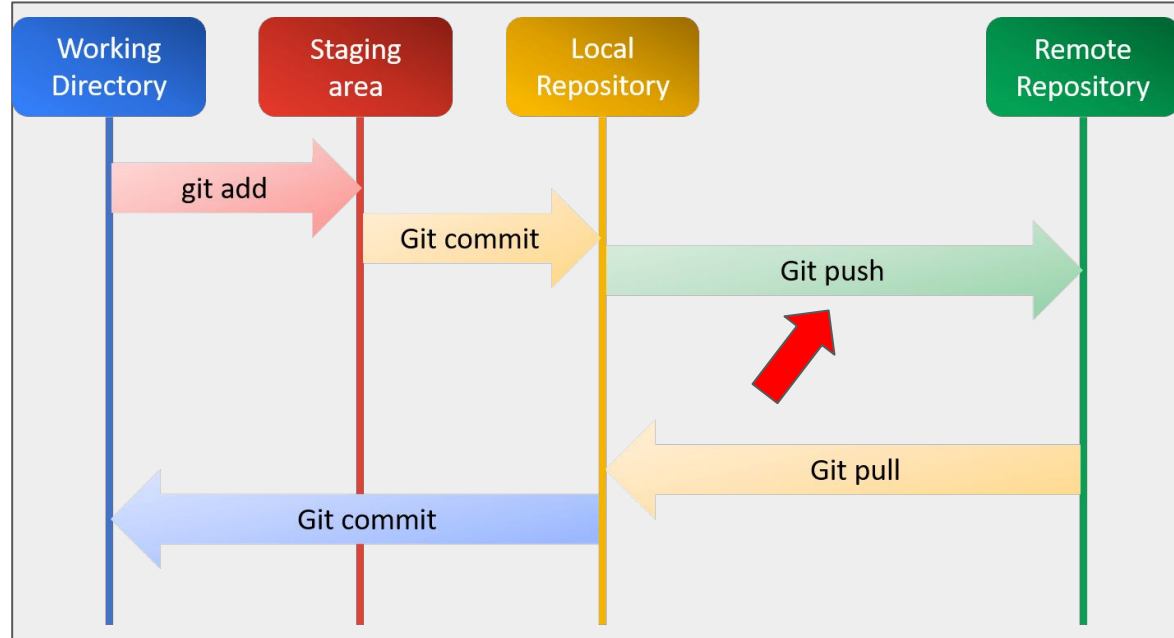 Working
Directory
Staging
area
Local
Repository
Remote
Repository
git add
Git commit
Git push
Git pull
Git commit